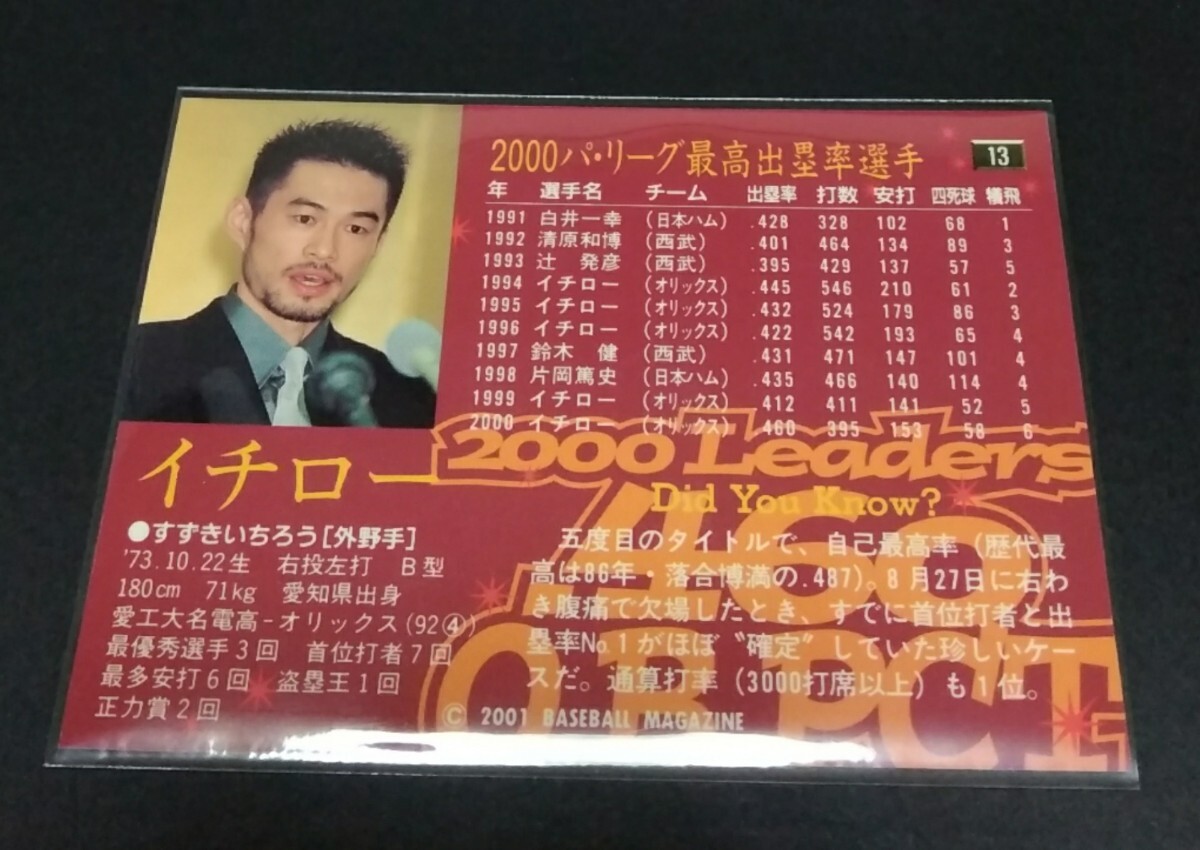 2000パ・リーグ最高出塁率選手
13
年 選手名 チーム 出塁率 打数 安打 四死球 犠飛
1991 白井一幸 (日本ハム) .428 328 102 68 1
1992 清原和博 (西武) .401 464 134 89 3
1993 辻 発彦 (西武) .395 429 137 57 5
1994 イチロー (オリックス) .445 546 210 61 2
1995 イチロー (オリックス) .432 524 179 86 3
1996 イチロー (オリックス) .422 542 193 65 4
1997 鈴木 健 (西武) .431 471 147 101 4
1998 片岡篤史 (日本ハム) .435 466 140 114 4
1999 イチロー (オリックス) .412 411 141 52 5
2000 イチロー (オリックス) .460 395 153 58 6
2000 Leaders
.460
OB PCT
イチロー
●すずきいちろう[外野手]
'73.10.22生 右投左打 B型
180cm 71kg 愛知県出身
愛工大名電高-オリックス(92④)
最優秀選手3回 首位打者7回
最多安打6回 盗塁王1回
正力賞2回
Did You Know?
五度目のタイトルで、自己最高率(歴代最
高は86年・落合博満の.487)。8月27日に右わ
き腹痛で欠場したとき、すでに首位打者と出
塁率No.1がほぼ〝確定〟していた珍しいケー
スだ。通算打率(3000打席以上)も1位。
© 2001 BASEBALL MAGAZINE